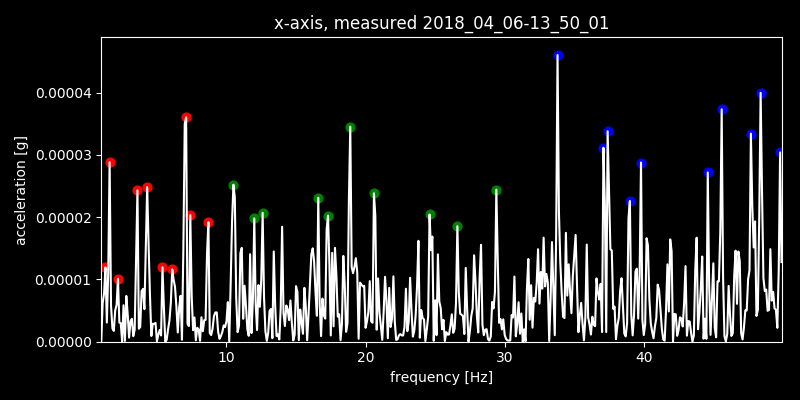 x-axis, measured 2018_04_06-13_50_01
acceleration [g]
0.00004
0.00003
0.00002
0.00001
0.00000
10 20 30 40
frequency [Hz]